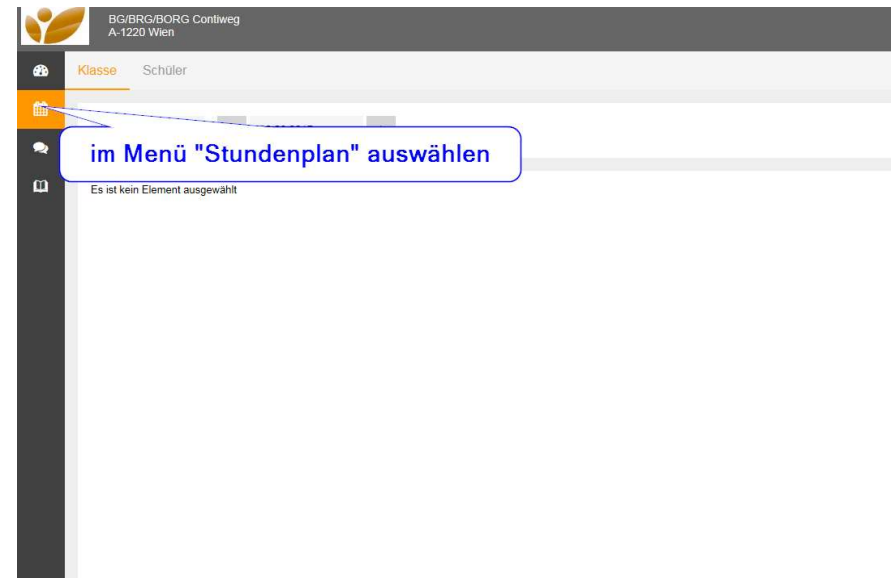 BG/BRG/BORG Contiweg
A-1220 Wien
Klasse Schüler
im Menü "Stundenplan" auswählen
Es ist kein Element ausgewählt